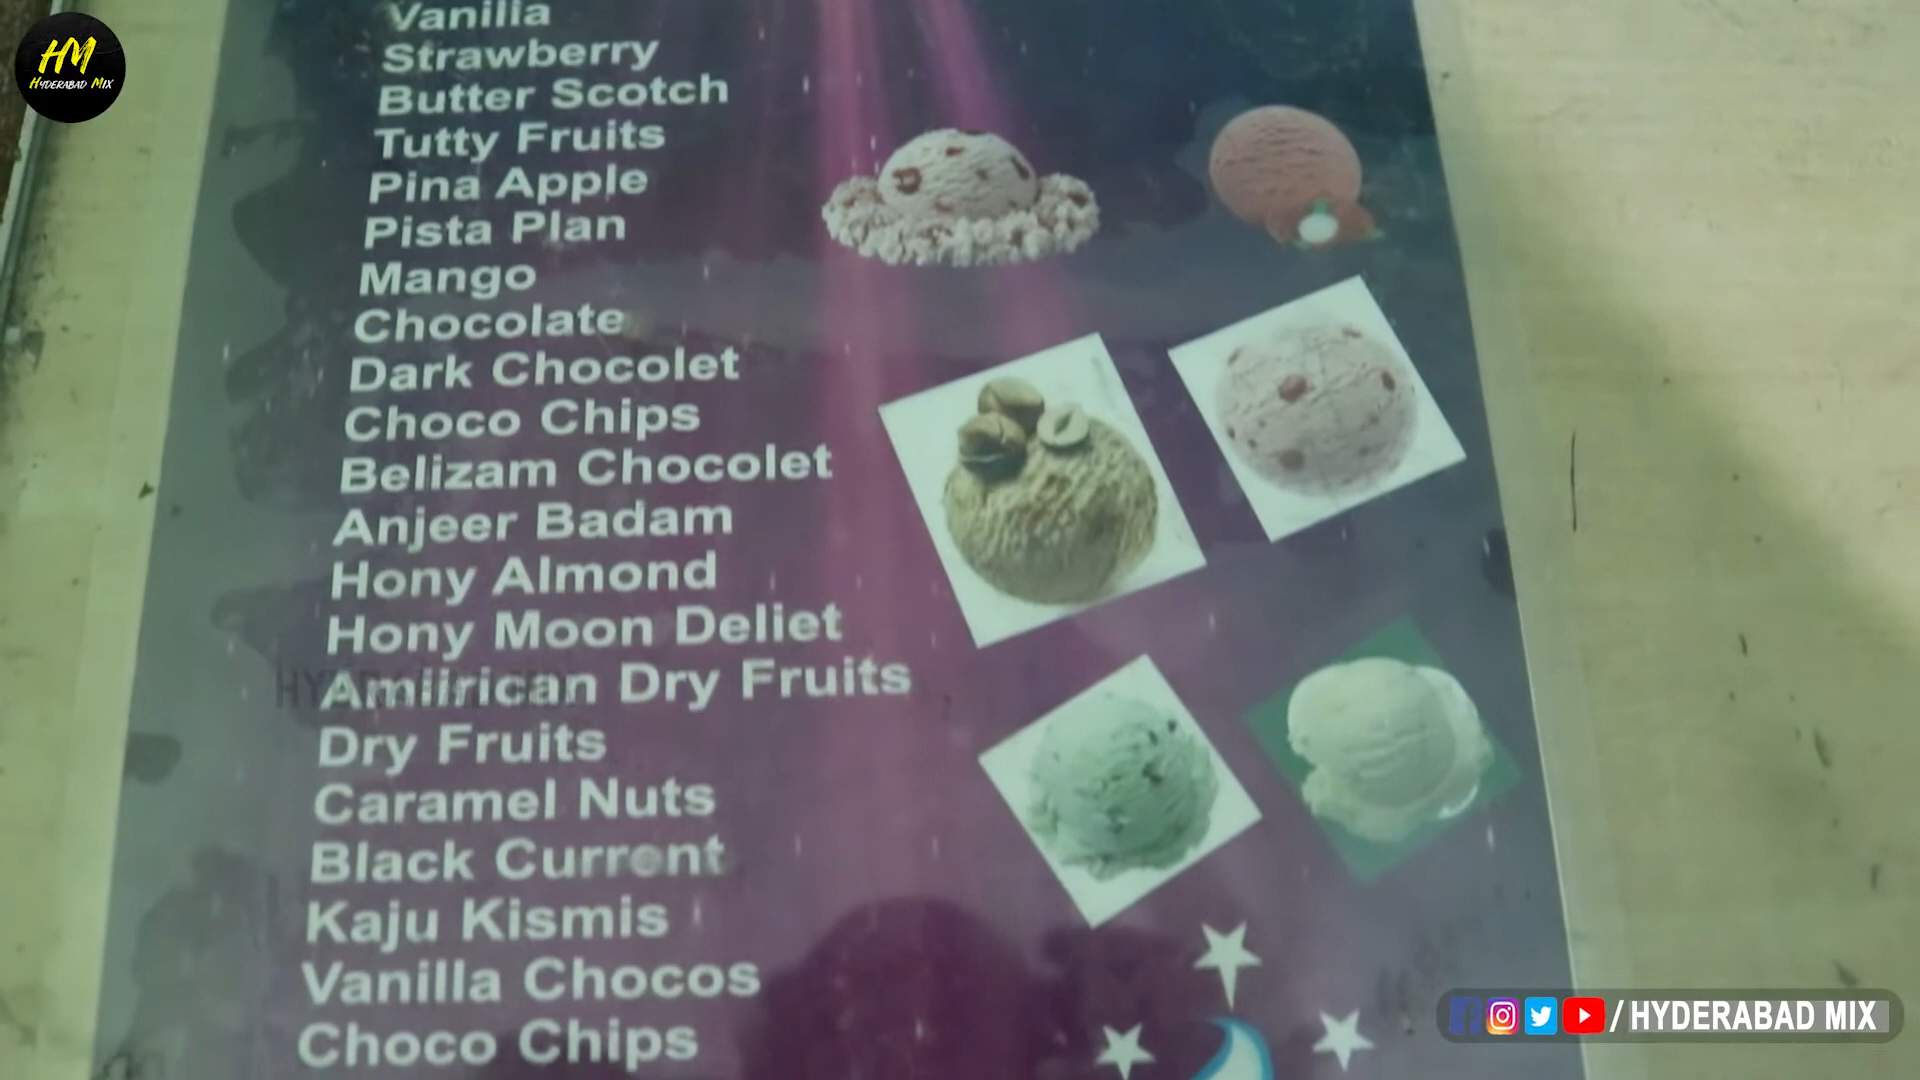 HM
HYDERABAD MIX
Vanilla
Strawberry
Butter Scotch
Tutty Fruits
Pina Apple
Pista Plan
Mango
Chocolate
Dark Chocolet
Choco Chips
Belizam Chocolet
Anjeer Badam
Hony Almond
Hony Moon Deliet
Amiirican Dry Fruits
Dry Fruits
Caramel Nuts
Black Current
Kaju Kismis
Vanilla Chocos
Choco Chips
/HYDERABAD MIX